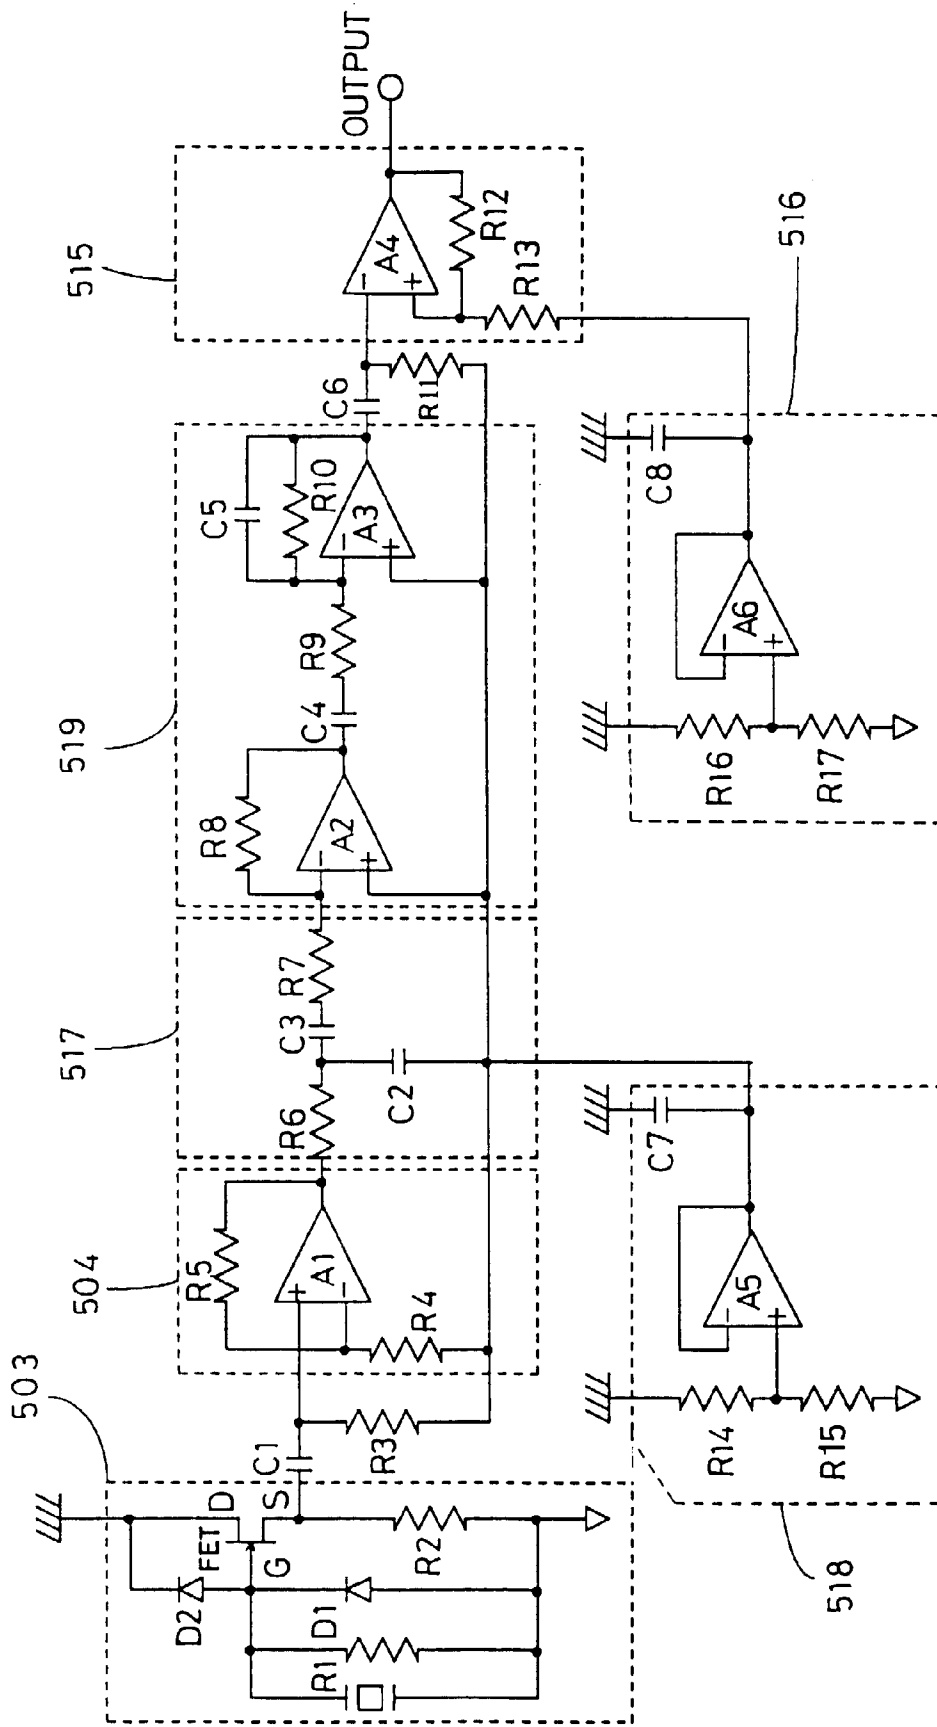 503
504
517
519
515
OUTPUT
D2
FET
D
S
G
D1
R1
R2
C1
R3
R5
+
A1
−
R4
R6
C2
C3
R7
R8
−
A2
+
C4
R9
C5
R10
−
A3
+
C6
R11
−
A4
+
R12
R13
518
R14
R15
−
A5
+
C7
516
R16
R17
−
A6
+
C8